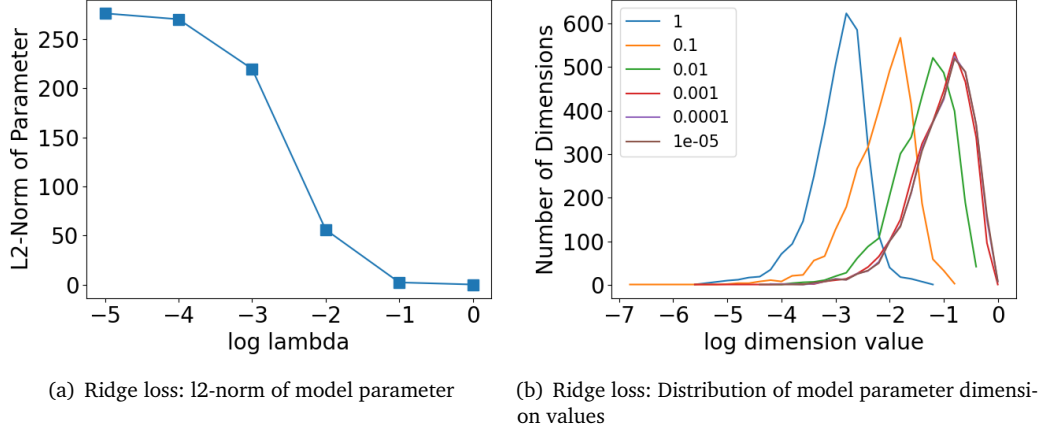 250
200
150
100
50
0
L2-Norm of Parameter
−5 −4 −3 −2 −1 0
log lambda
(a) Ridge loss: l2-norm of model parameter
600
500
400
300
200
100
0
Number of Dimensions
1
0.1
0.01
0.001
0.0001
1e-05
−7 −6 −5 −4 −3 −2 −1 0
log dimension value
(b) Ridge loss: Distribution of model parameter dimensi-
on values